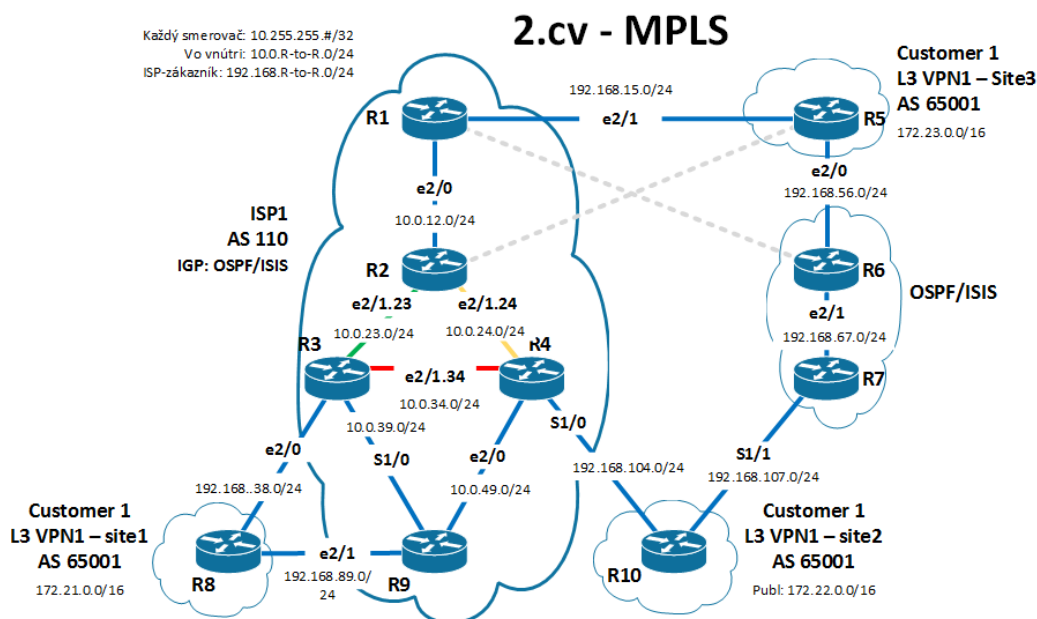 2.cv - MPLS
Každý smerovač: 10.255.255.#/32
Vo vnútri: 10.0.R-to-R.0/24
ISP-zákazník: 192.168.R-to-R.0/24
Customer 1
L3 VPN1 – Site3
AS 65001
172.23.0.0/16
192.168.15.0/24
R1
e2/1
R5
e2/0
192.168.56.0/24
e2/0
10.0.12.0/24
ISP1
AS 110
IGP: OSPF/ISIS
R2
R6
OSPF/ISIS
e2/1.23
e2/1.24
10.0.23.0/24
10.0.24.0/24
e2/1
192.168.67.0/24
R3
R4
e2/1.34
10.0.34.0/24
R7
S1/0
10.0.39.0/24
e2/0
S1/0
e2/0
192.168.104.0/24
S1/1
192.168.107.0/24
192.168..38.0/24
10.0.49.0/24
Customer 1
L3 VPN1 – site1
AS 65001
172.21.0.0/16
R8
e2/1
192.168.89.0/
24
R9
R10
Customer 1
L3 VPN1 – site2
AS 65001
Publ: 172.22.0.0/16